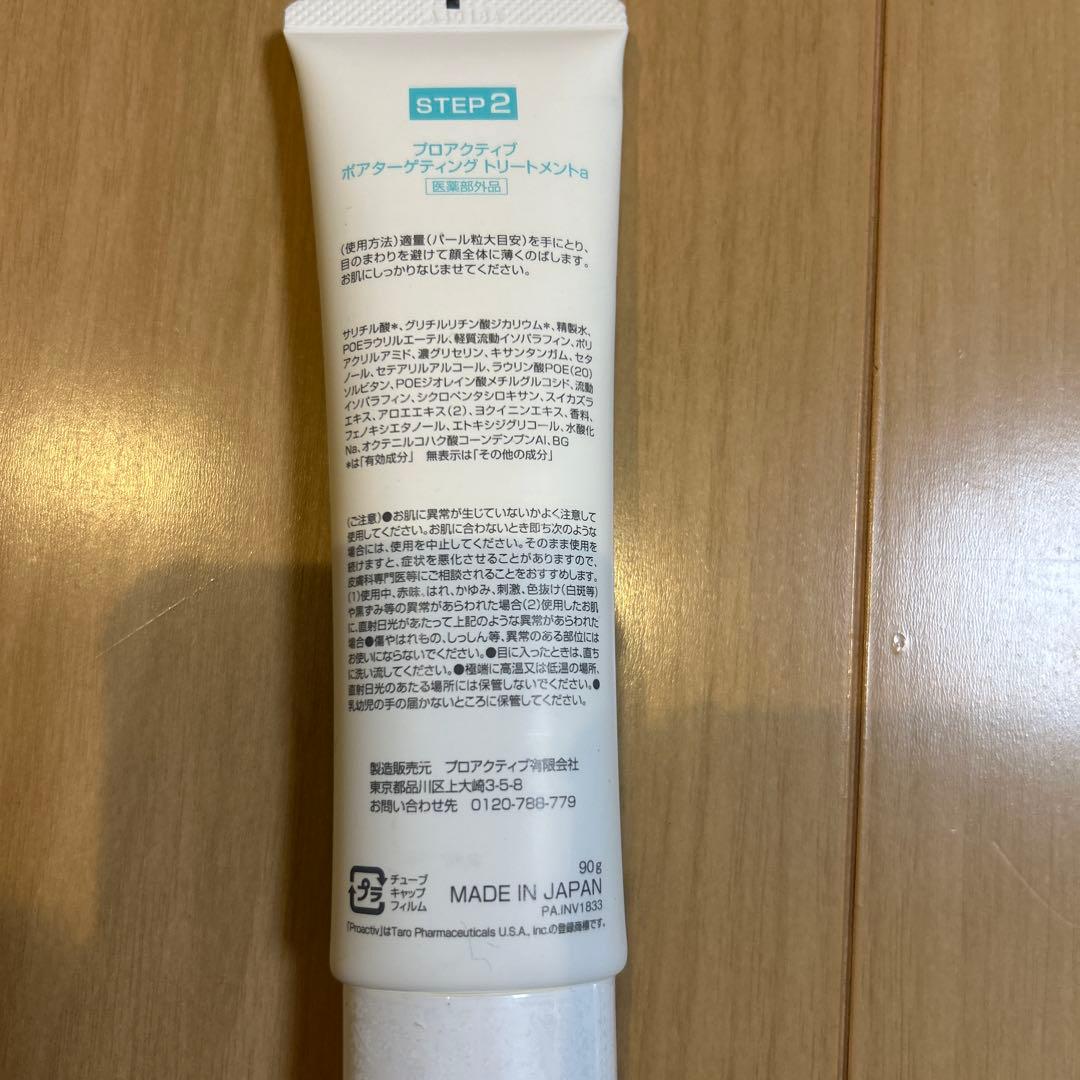 STEP2
プロアクティブ
ポアターゲティング トリートメントa
医薬部外品
(使用方法)適量(パール粒大目安)を手にとり、
目のまわりを避けて顔全体に薄くのばします。
お肌にしっかりなじませてください。
サリチル酸*、グリチルリチン酸ジカリウム*、精製水、
POEラウリルエーテル、軽質流動イソパラフィン、ポリ
アクリルアミド、濃グリセリン、キサンタンガム、セタ
ノール、セテアリルアルコール、ラウリン酸POE(20)
ソルビタン、POEジオレイン酸メチルグルコシド、流動
イソパラフィン、シクロペンタシロキサン、スイカズラ
エキス、アロエエキス(2)、ヨクイニンエキス、香料、
フェノキシエタノール、エトキシジグリコール、水酸化
Na、オクテニルコハク酸コーンデンプンAl、BG
*は「有効成分」 無表示は「その他の成分」
(ご注意)●お肌に異常が生じていないかよく注意して
使用してください。お肌に合わないとき即ち次のような
場合には、使用を中止してください。そのまま使用を
続けますと、症状を悪化させることがありますので、
皮膚科専門医等にご相談されることをおすすめします。
(1)使用中、赤味、はれ、かゆみ、刺激、色抜け(白斑等)
や黒ずみ等の異常があらわれた場合(2)使用したお肌
に、直射日光があたって上記のような異常があらわれた
場合●傷やはれもの、しっしん等、異常のある部位には
お使いにならないでください。●目に入ったときは、直ち
に洗い流してください。●極端に高温又は低温の場所、
直射日光のあたる場所には保管しないでください。●
乳幼児の手の届かないところに保管してください。
製造販売元 プロアクティブ有限会社
東京都品川区上大崎3-5-8
お問い合わせ先 0120-788-779
プラ
チューブ
キャップ
フィルム
90g
MADE IN JAPAN
PA.INV1833
「Proactiv」はTaro Pharmaceuticals U.S.A., Inc.の登録商標です。